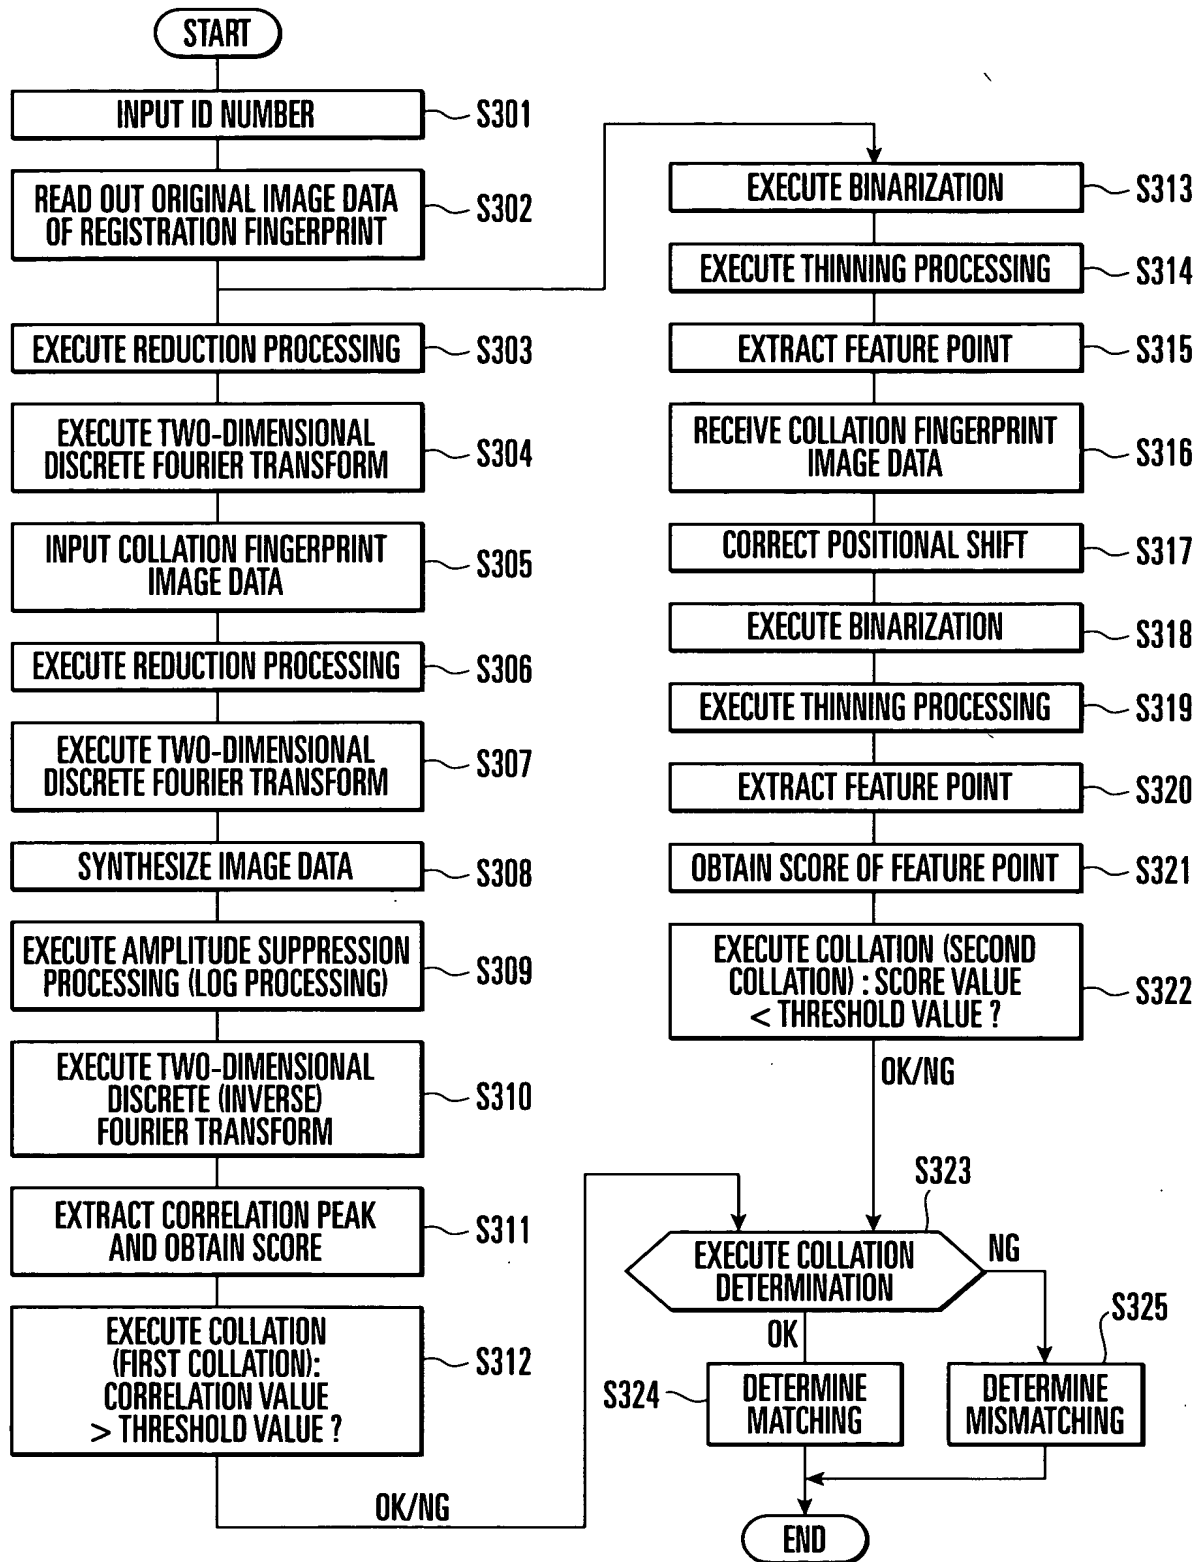 START
INPUT ID NUMBER
S301
READ OUT ORIGINAL IMAGE DATA
OF REGISTRATION FINGERPRINT
S302
EXECUTE REDUCTION PROCESSING
S303
EXECUTE TWO-DIMENSIONAL
DISCRETE FOURIER TRANSFORM
S304
INPUT COLLATION FINGERPRINT
IMAGE DATA
S305
EXECUTE REDUCTION PROCESSING
S306
EXECUTE TWO-DIMENSIONAL
DISCRETE FOURIER TRANSFORM
S307
SYNTHESIZE IMAGE DATA
S308
EXECUTE AMPLITUDE SUPPRESSION
PROCESSING (LOG PROCESSING)
S309
EXECUTE TWO-DIMENSIONAL
DISCRETE (INVERSE)
FOURIER TRANSFORM
S310
EXTRACT CORRELATION PEAK
AND OBTAIN SCORE
S311
EXECUTE COLLATION
(FIRST COLLATION):
CORRELATION VALUE
> THRESHOLD VALUE ?
S312
OK/NG
EXECUTE BINARIZATION
S313
EXECUTE THINNING PROCESSING
S314
EXTRACT FEATURE POINT
S315
RECEIVE COLLATION FINGERPRINT
IMAGE DATA
S316
CORRECT POSITIONAL SHIFT
S317
EXECUTE BINARIZATION
S318
EXECUTE THINNING PROCESSING
S319
EXTRACT FEATURE POINT
S320
OBTAIN SCORE OF FEATURE POINT
S321
EXECUTE COLLATION (SECOND
COLLATION) : SCORE VALUE
< THRESHOLD VALUE ?
S322
OK/NG
S323
EXECUTE COLLATION
DETERMINATION
NG
OK
S324
DETERMINE
MATCHING
S325
DETERMINE
MISMATCHING
END